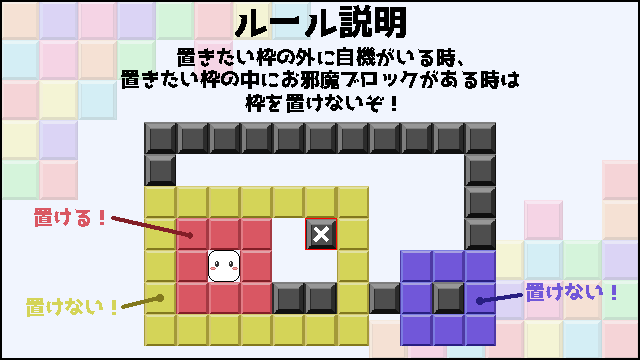 ルール説明
置きたい枠の外に自機がいる時、
置きたい枠の中にお邪魔ブロックがある時は
枠を置けないぞ！
置ける！
置けない！
置けない！